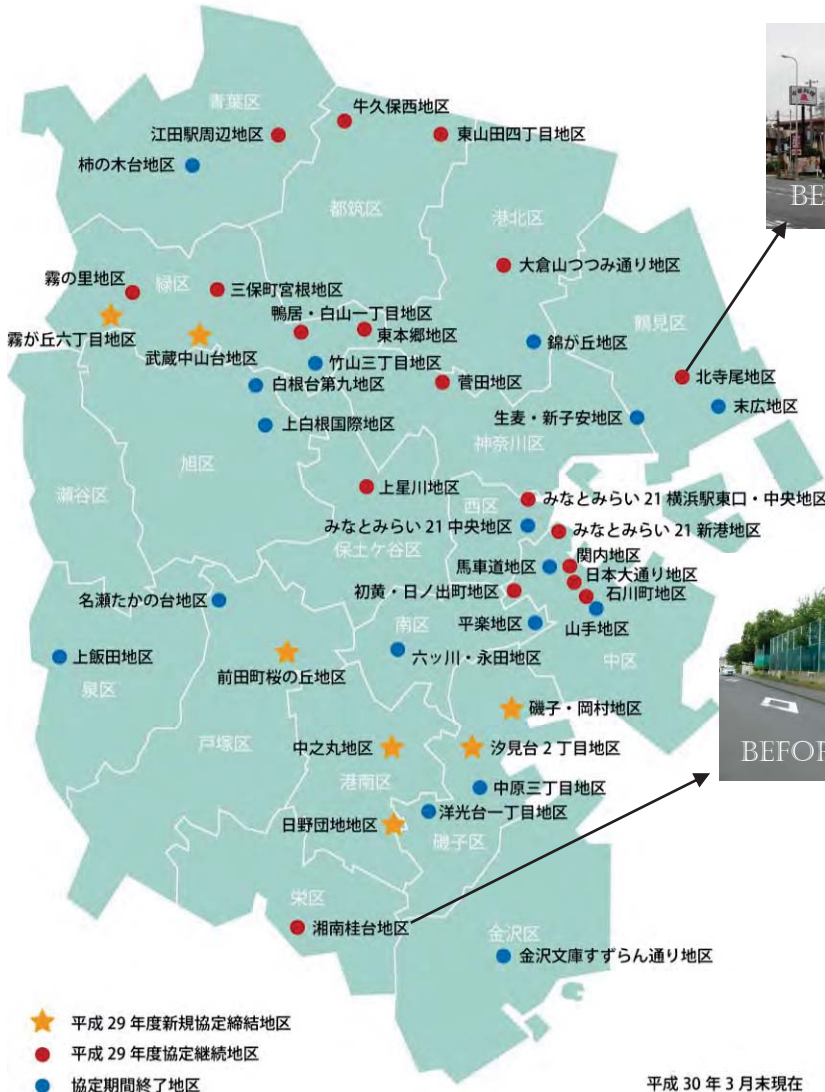 青葉区
牛久保西地区
江田駅周辺地区
東山田四丁目地区
柿の木台地区
都筑区
港北区
BE
大倉山つつみ通り地区
霧の里地区
緑区
三保町宮根地区
鴨居・白山一丁目地区
鶴見区
霧が丘六丁目地区
東本郷地区
武蔵中山台地区
竹山三丁目地区
錦が丘地区
白根台第九地区
菅田地区
北寺尾地区
末広地区
上白根国際地区
生麦・新子安地区
神奈川区
瀬谷区
旭区
上星川地区
西区
みなとみらい 21 横浜駅東口・中央地区
みなとみらい 21 中央地区
みなとみらい 21 新港地区
保土ケ谷区
馬車道地区
関内地区
日本大通り地区
初黄・日ノ出町地区
石川町地区
名瀬たかの台地区
南区
平楽地区
山手地区
上飯田地区
六ッ川・永田地区
中区
前田町桜の丘地区
泉区
磯子・岡村地区
戸塚区
中之丸地区
汐見台 2 丁目地区
BEFOR
港南区
中原三丁目地区
日野団地地区
洋光台一丁目地区
磯子区
栄区
湘南桂台地区
金沢区
金沢文庫すずらん通り地区
平成 29 年度新規協定締結地区
平成 29 年度協定継続地区
協定期間終了地区
平成 30 年 3 月末現在